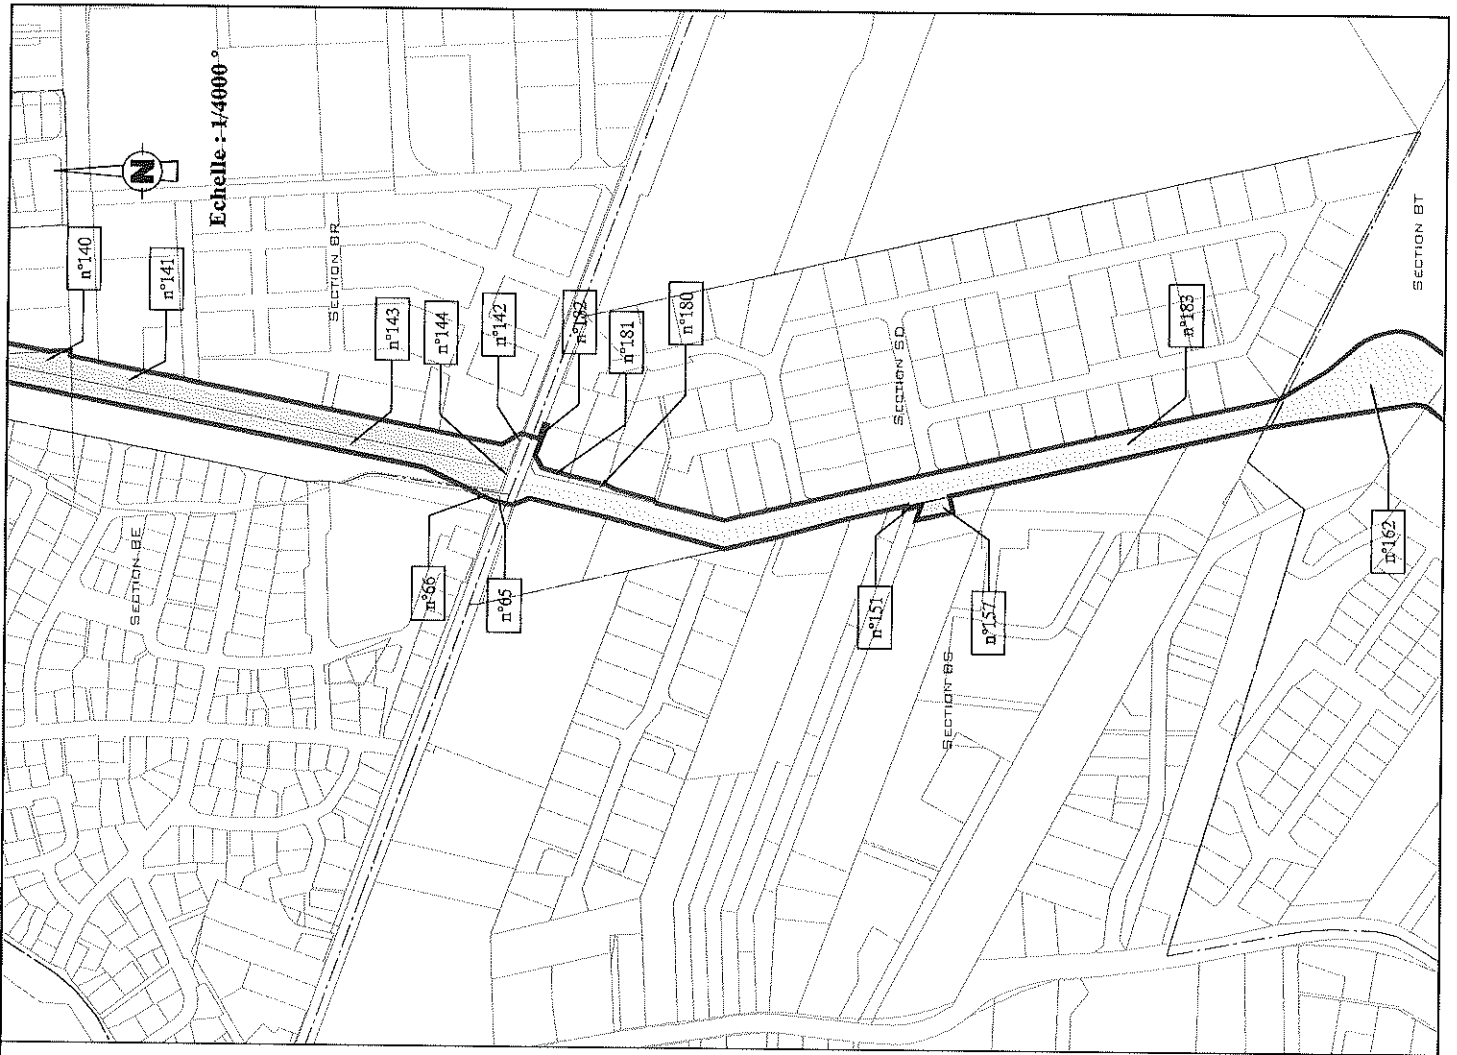 N
Echelle : 1/4000 °
n°140
n°141
SECTION BR
n°143
n°144
n°142
n°182
n°181
n°180
SECTION BE
n°66
n°65
SECTION SD
n°183
SECTION BT
n°151
n°157
SECTION BS
n°162